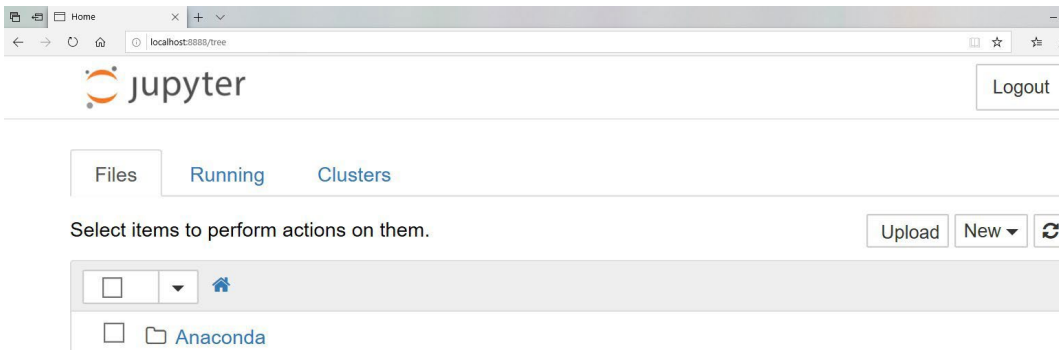 Home
localhost:8888/tree
jupyter
Logout
Files Running Clusters
Select items to perform actions on them.
Upload New
Anaconda